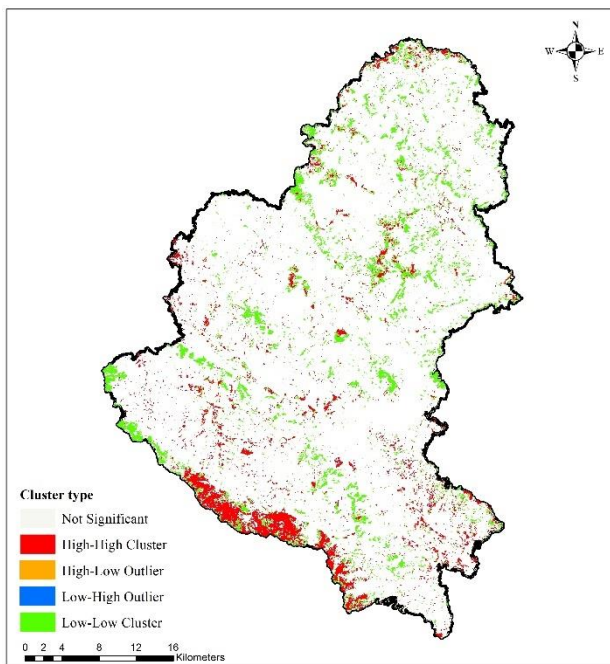 N
W E
S
Cluster type
Not Significant
High-High Cluster
High-Low Outlier
Low-High Outlier
Low-Low Cluster
0 2 4 8 12 16
Kilometers